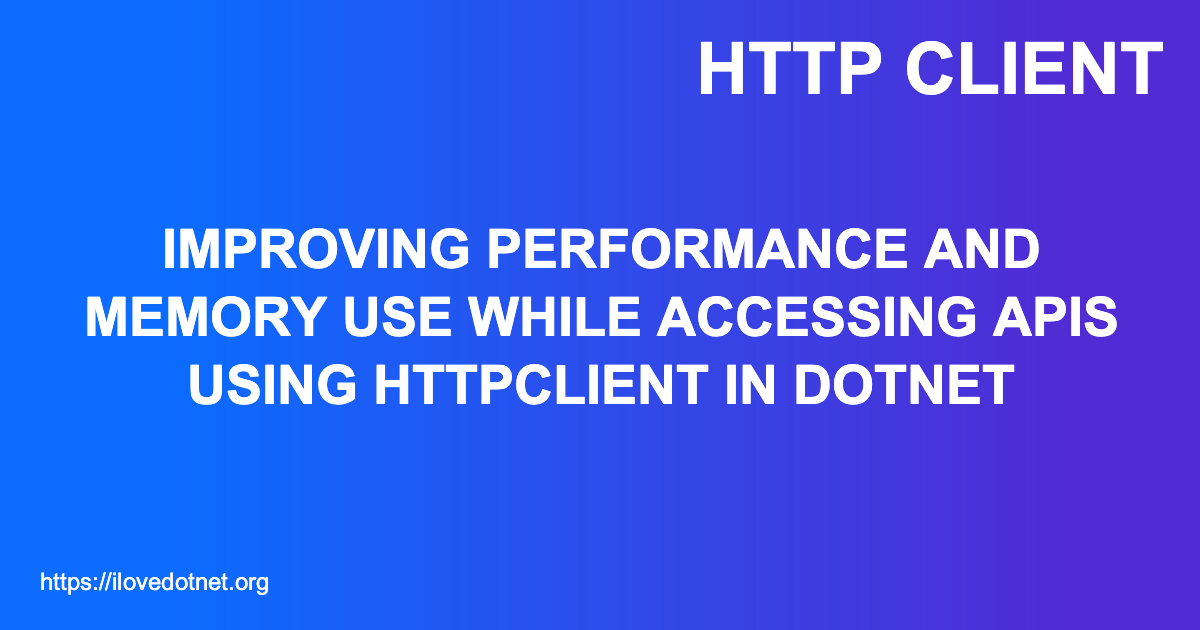 HTTP CLIENT
IMPROVING PERFORMANCE AND
MEMORY USE WHILE ACCESSING APIS
USING HTTPCLIENT IN DOTNET
https://ilovedotnet.org